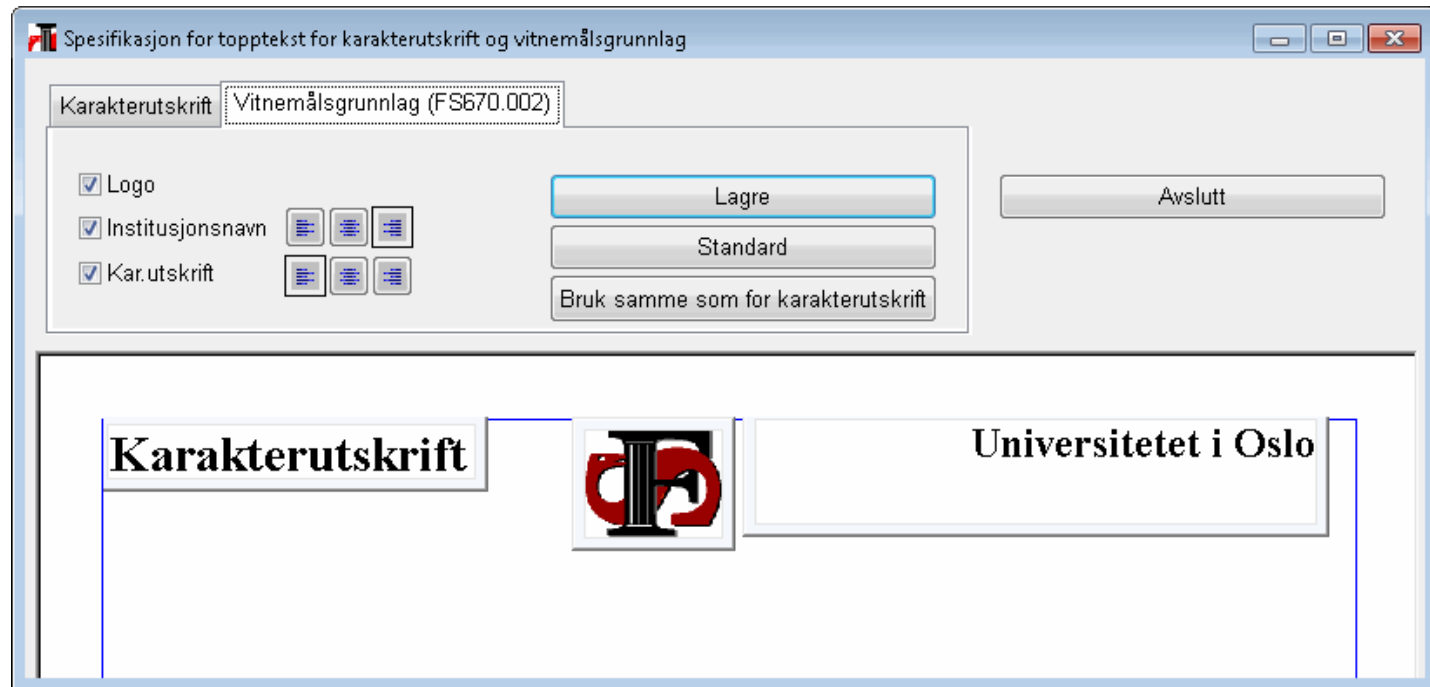 Spesifikasjon for topptekst for karakterutskrift og vitnemålsgrunnlag
Karakterutskrift Vitnemålsgrunnlag (FS670.002)
Logo
Institusjonsnavn
Kar.utskrift
Lagre
Standard
Bruk samme som for karakterutskrift
Avslutt
Karakterutskrift
Universitetet i Oslo